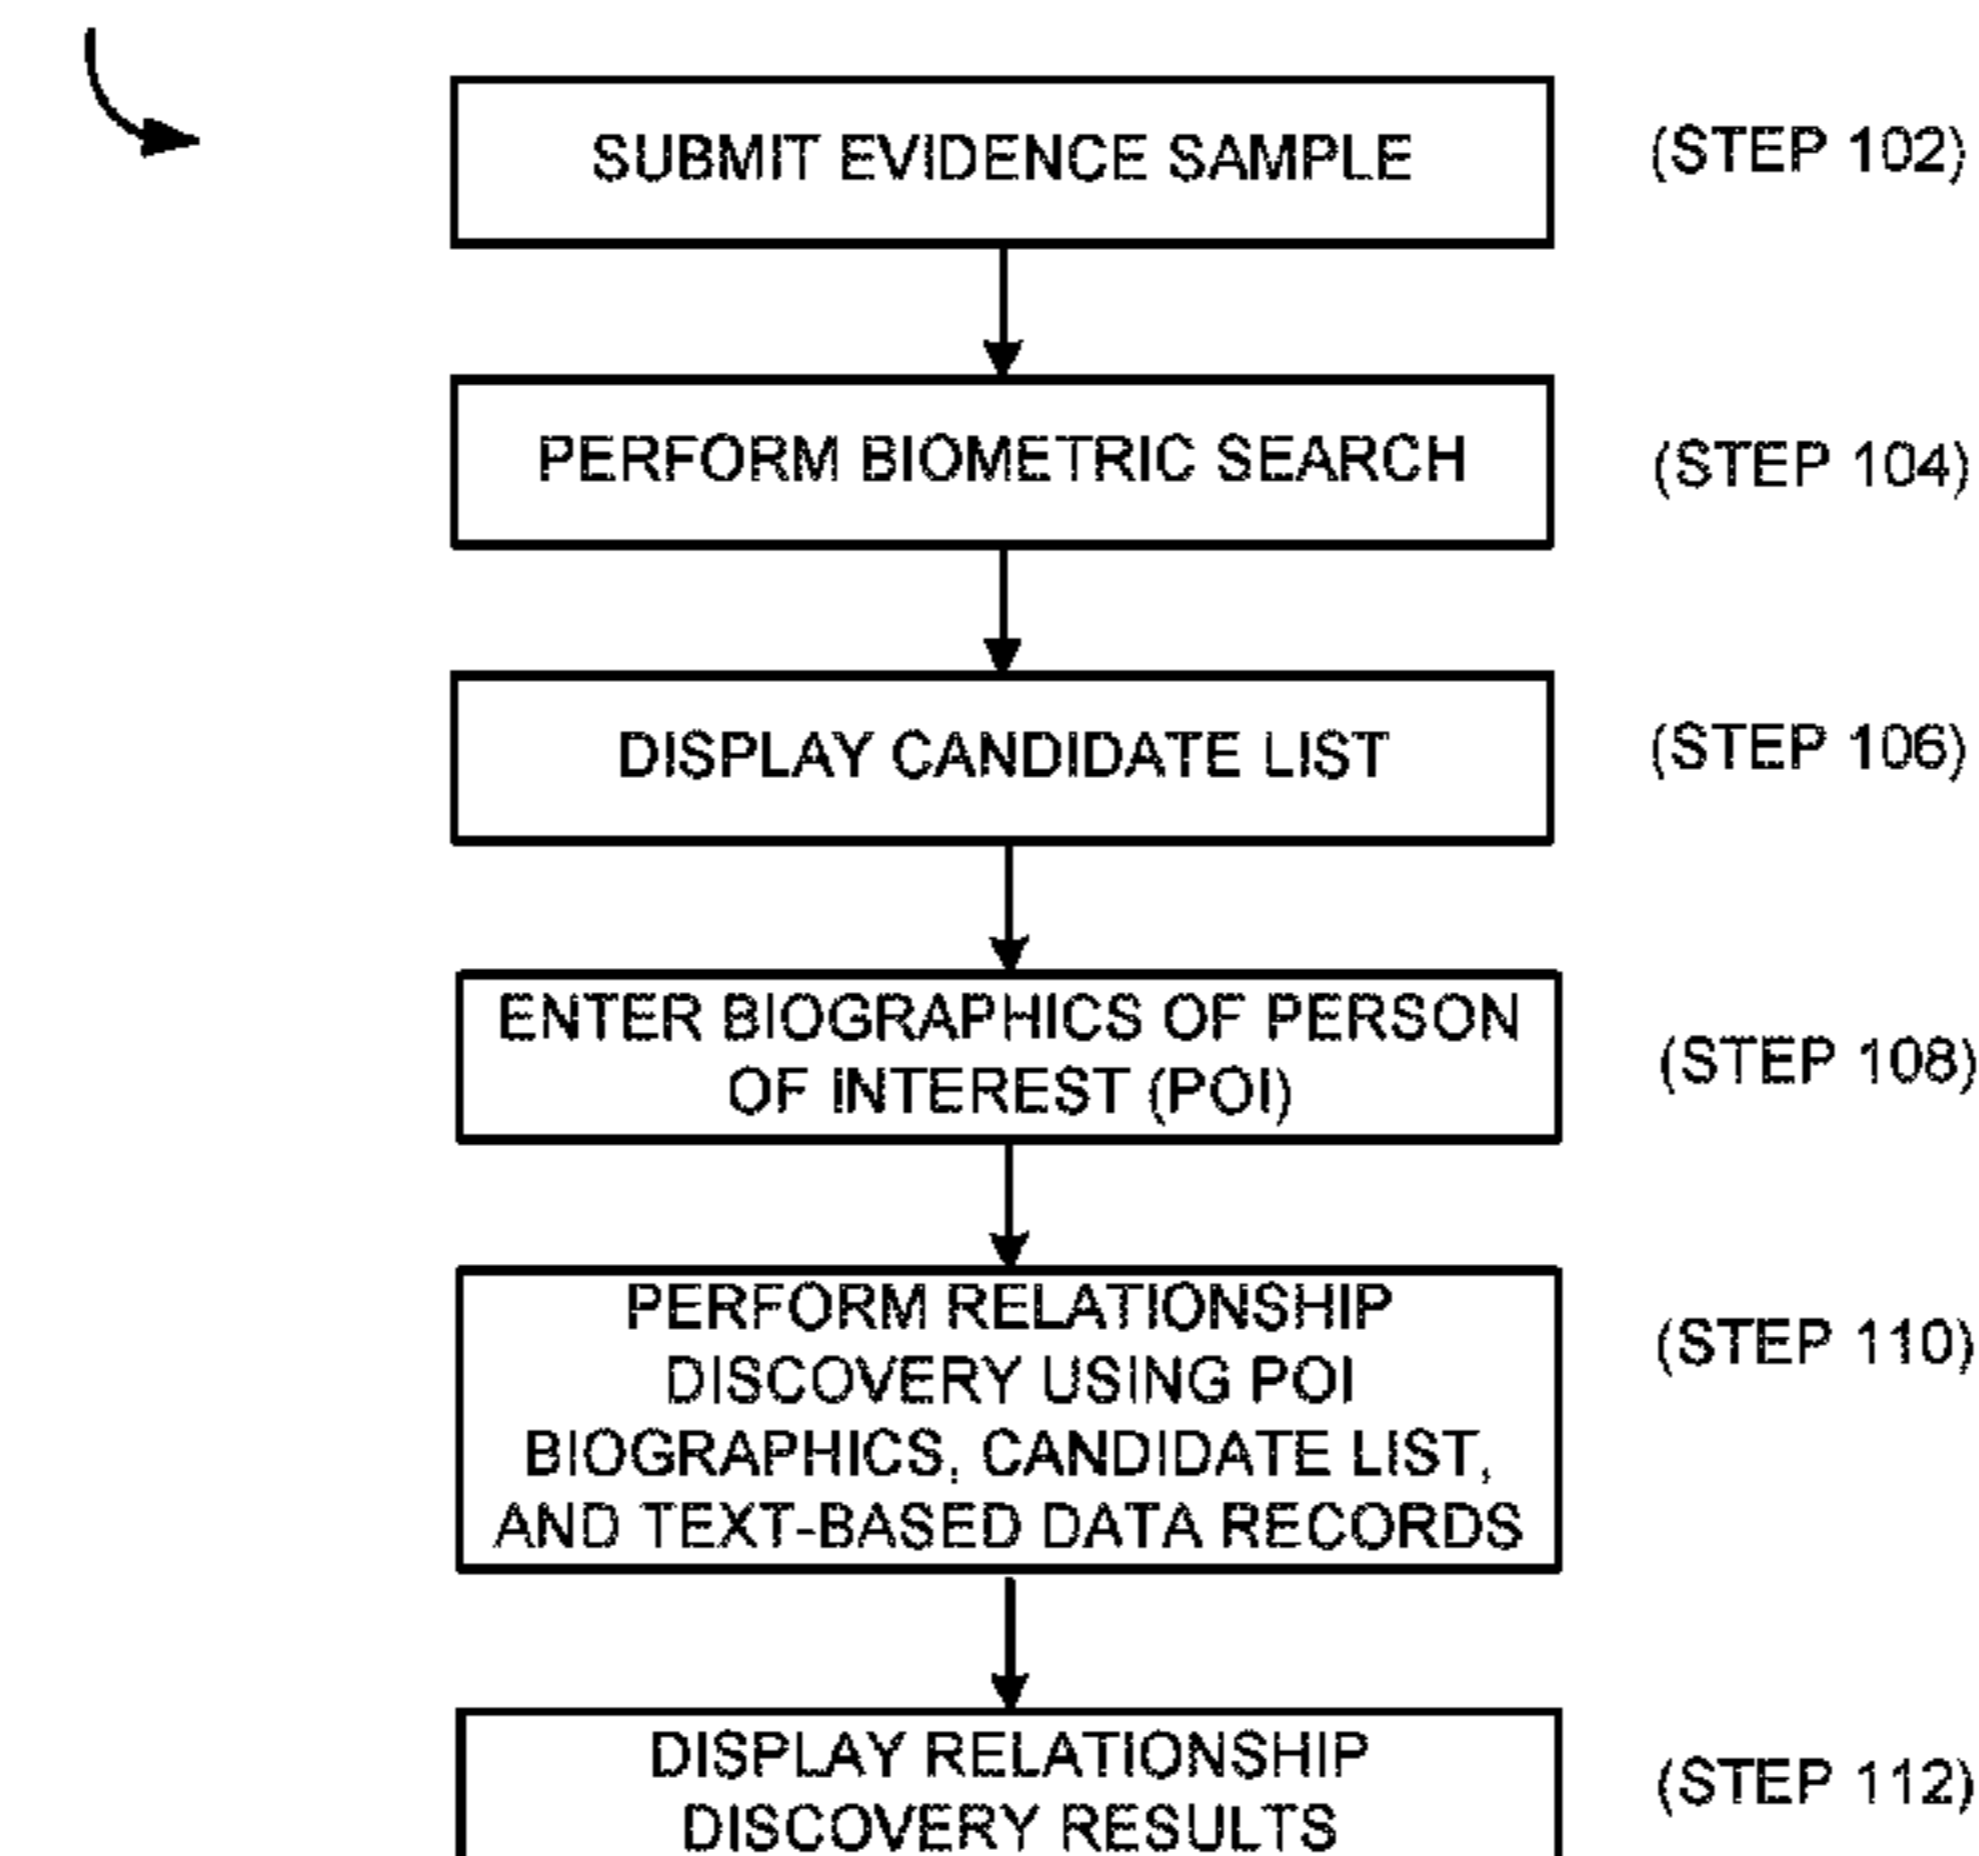 SUBMIT EVIDENCE SAMPLE
(STEP 102)
PERFORM BIOMETRIC SEARCH
(STEP 104)
DISPLAY CANDIDATE LIST
(STEP 106)
ENTER BIOGRAPHICS OF PERSON
OF INTEREST (POI)
(STEP 108)
PERFORM RELATIONSHIP
DISCOVERY USING POI
BIOGRAPHICS, CANDIDATE LIST,
AND TEXT-BASED DATA RECORDS
(STEP 110)
DISPLAY RELATIONSHIP
DISCOVERY RESULTS
(STEP 112)